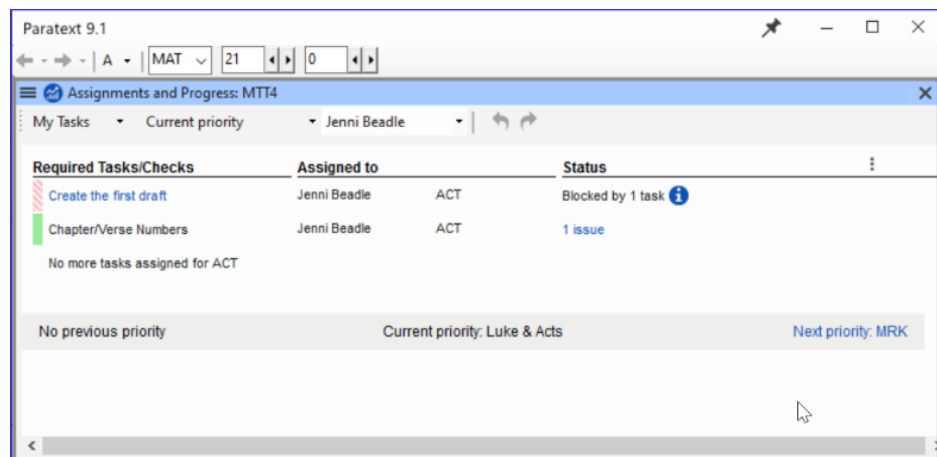 Paratext 9.1
A MAT 21 0
Assignments and Progress: MTT4
My Tasks Current priority Jenni Beadle
Required Tasks/Checks Assigned to Status
Create the first draft Jenni Beadle ACT Blocked by 1 task
Chapter/Verse Numbers Jenni Beadle ACT 1 issue
No more tasks assigned for ACT
No previous priority Current priority: Luke & Acts Next priority: MRK